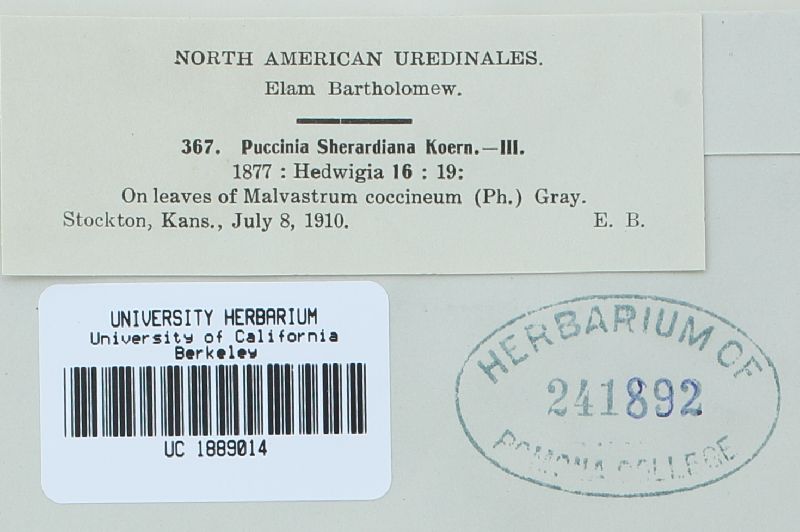 NORTH AMERICAN UREDINALES.
Elam Bartholomew.
367. Puccinia Sherardiana Koern.—III.
1877 : Hedwigia 16 : 19:
On leaves of Malvastrum coccineum (Ph.) Gray.
Stockton, Kans., July 8, 1910. E. B.
UNIVERSITY HERBARIUM
University of California
Berkeley
UC 1889014
HERBARIUM OF
241892
POMONA COLLEGE